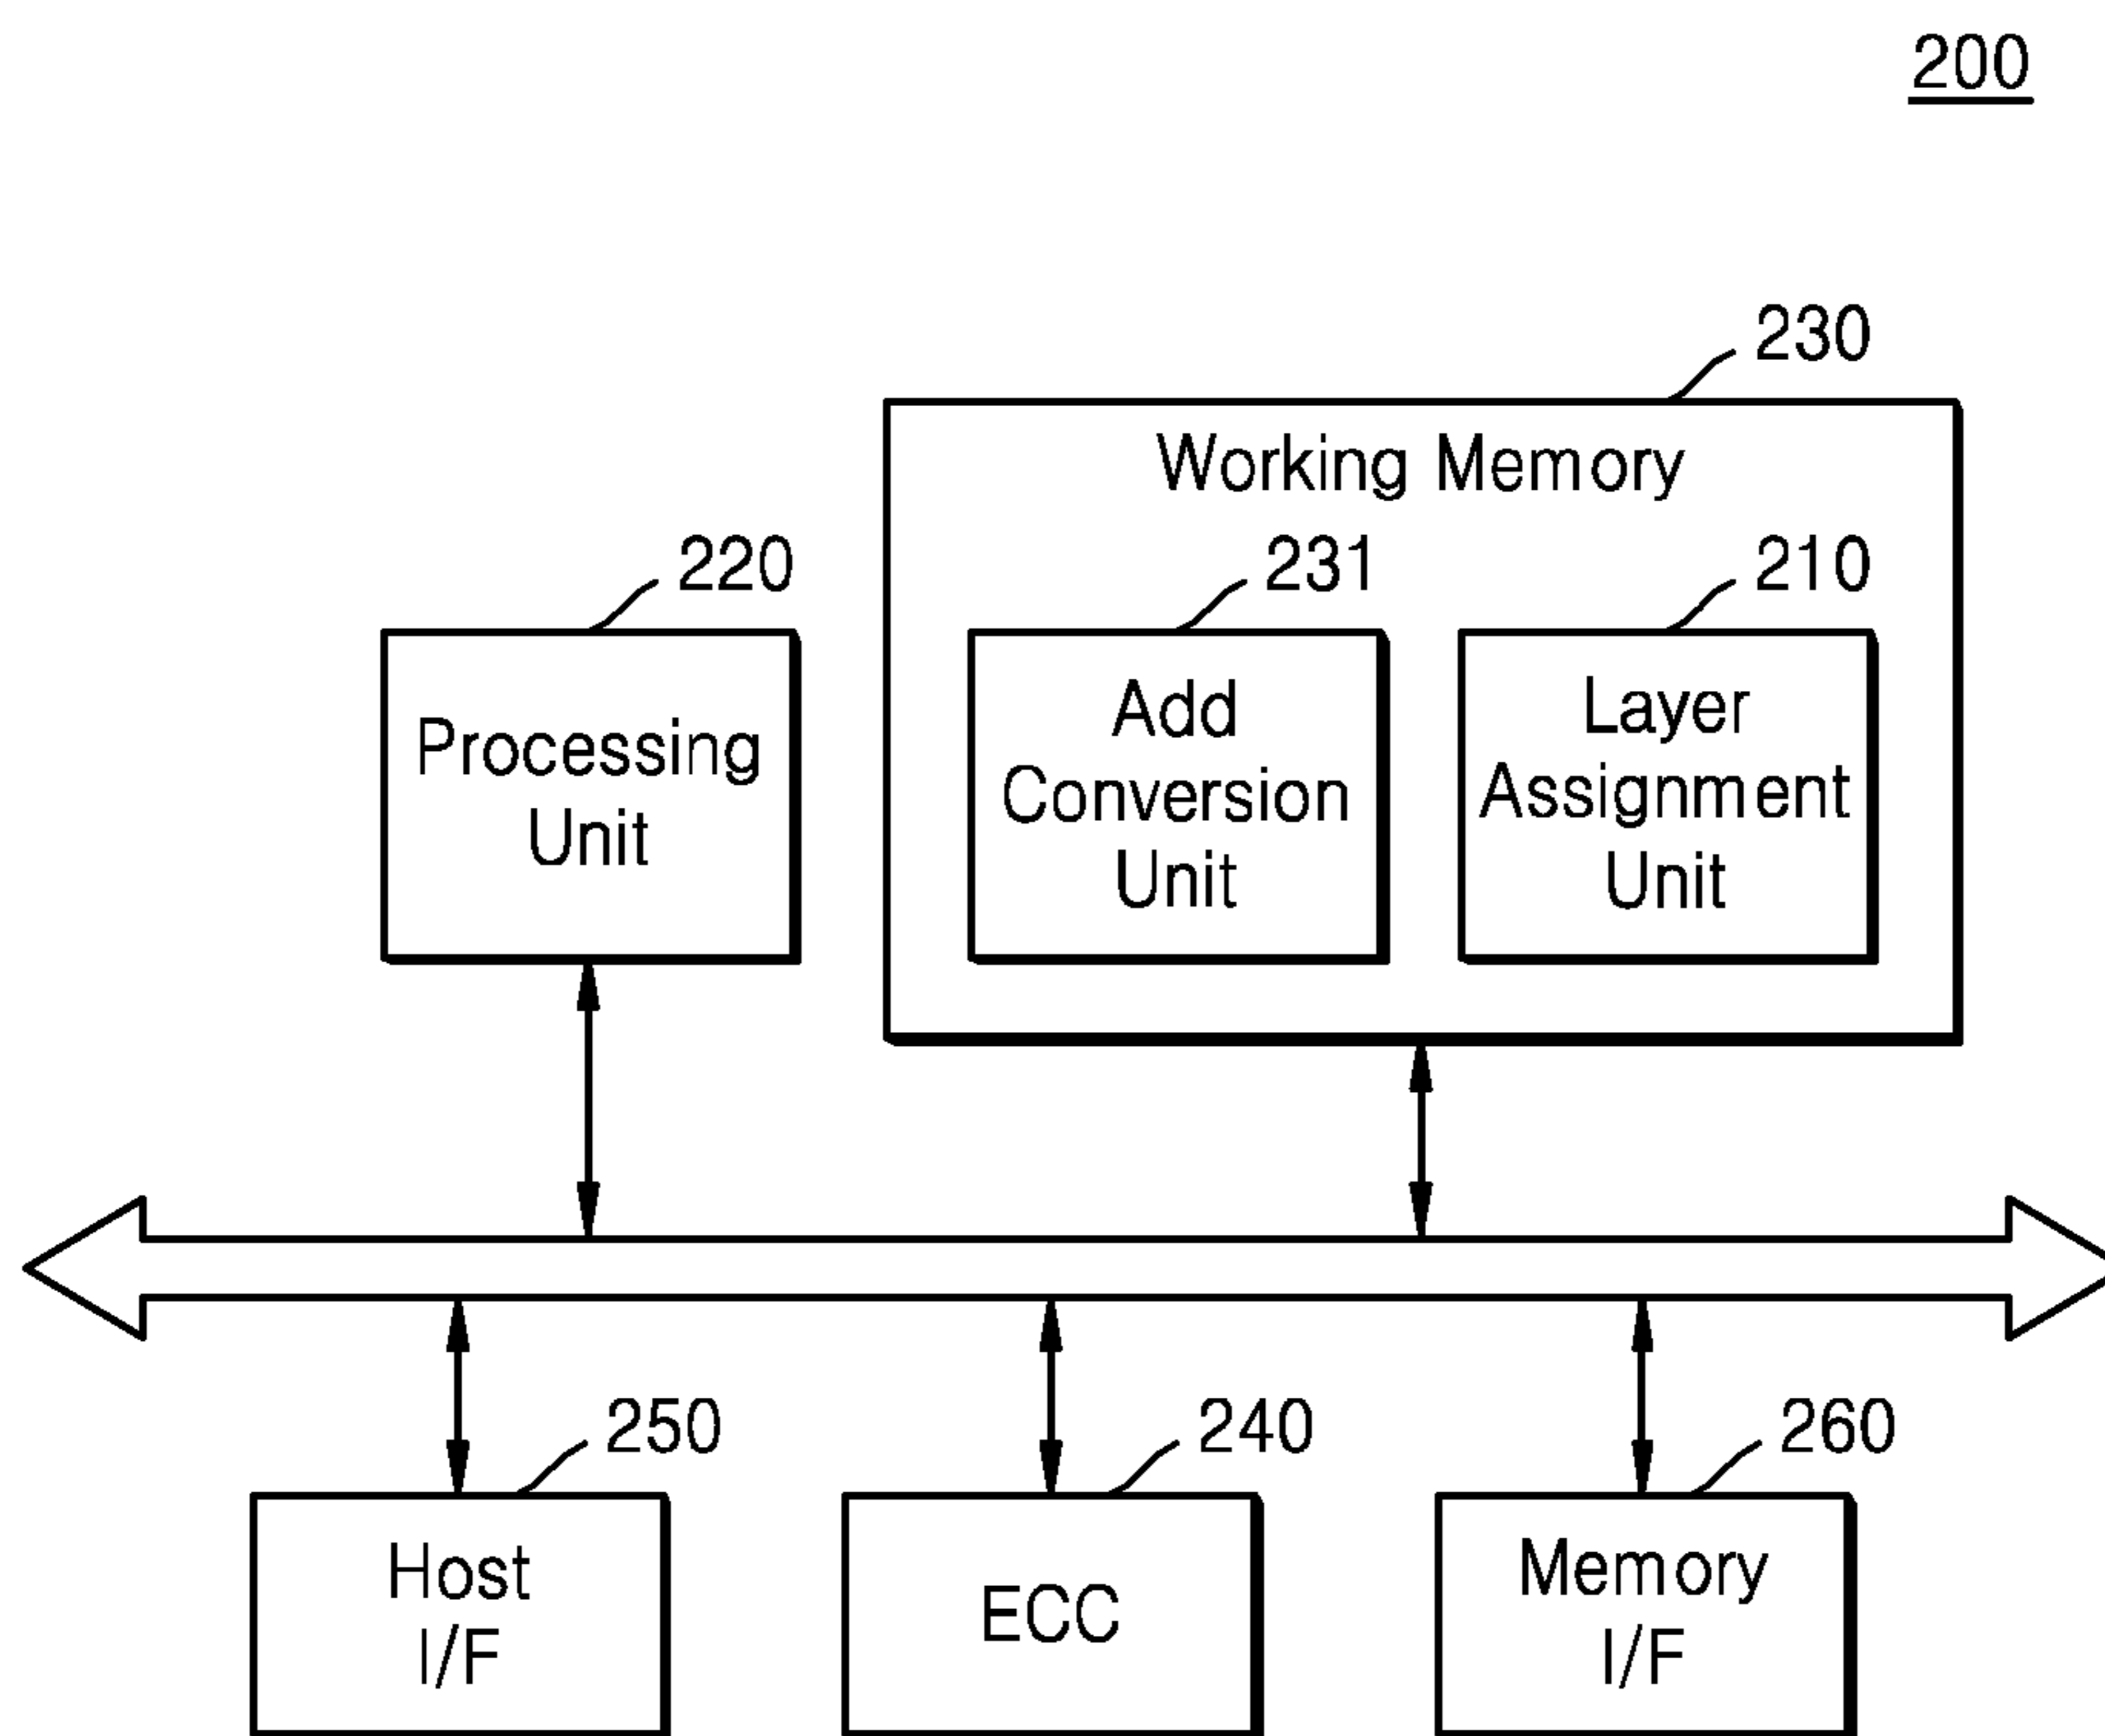 200
230
Working Memory
220
231
210
Processing
Unit
Add
Conversion
Unit
Layer
Assignment
Unit
250
240
260
Host
I/F
ECC
Memory
I/F